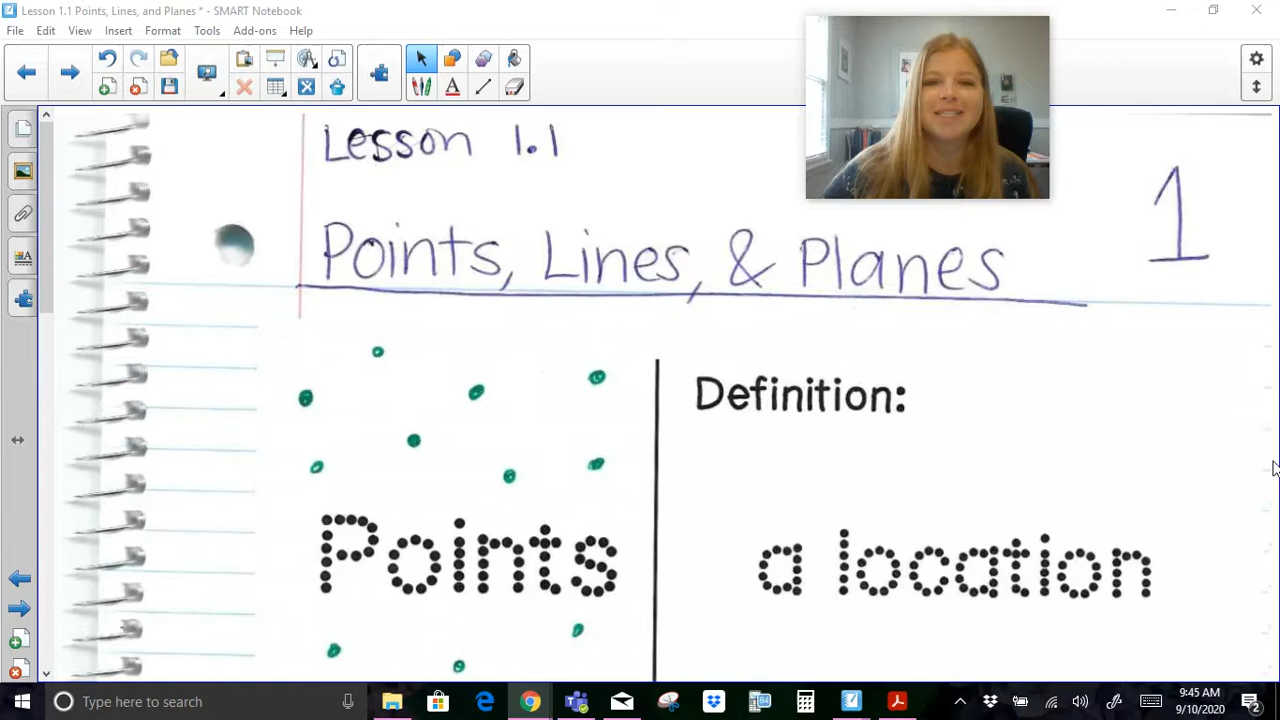 Lesson 1.1 Points, Lines, and Planes * - SMART Notebook
File Edit View Insert Format Tools Add-ons Help
Lesson 1.1
1
Points, Lines, & Planes
Definition:
Points
a location
Type here to search
9:45 AM
9/10/2020
2